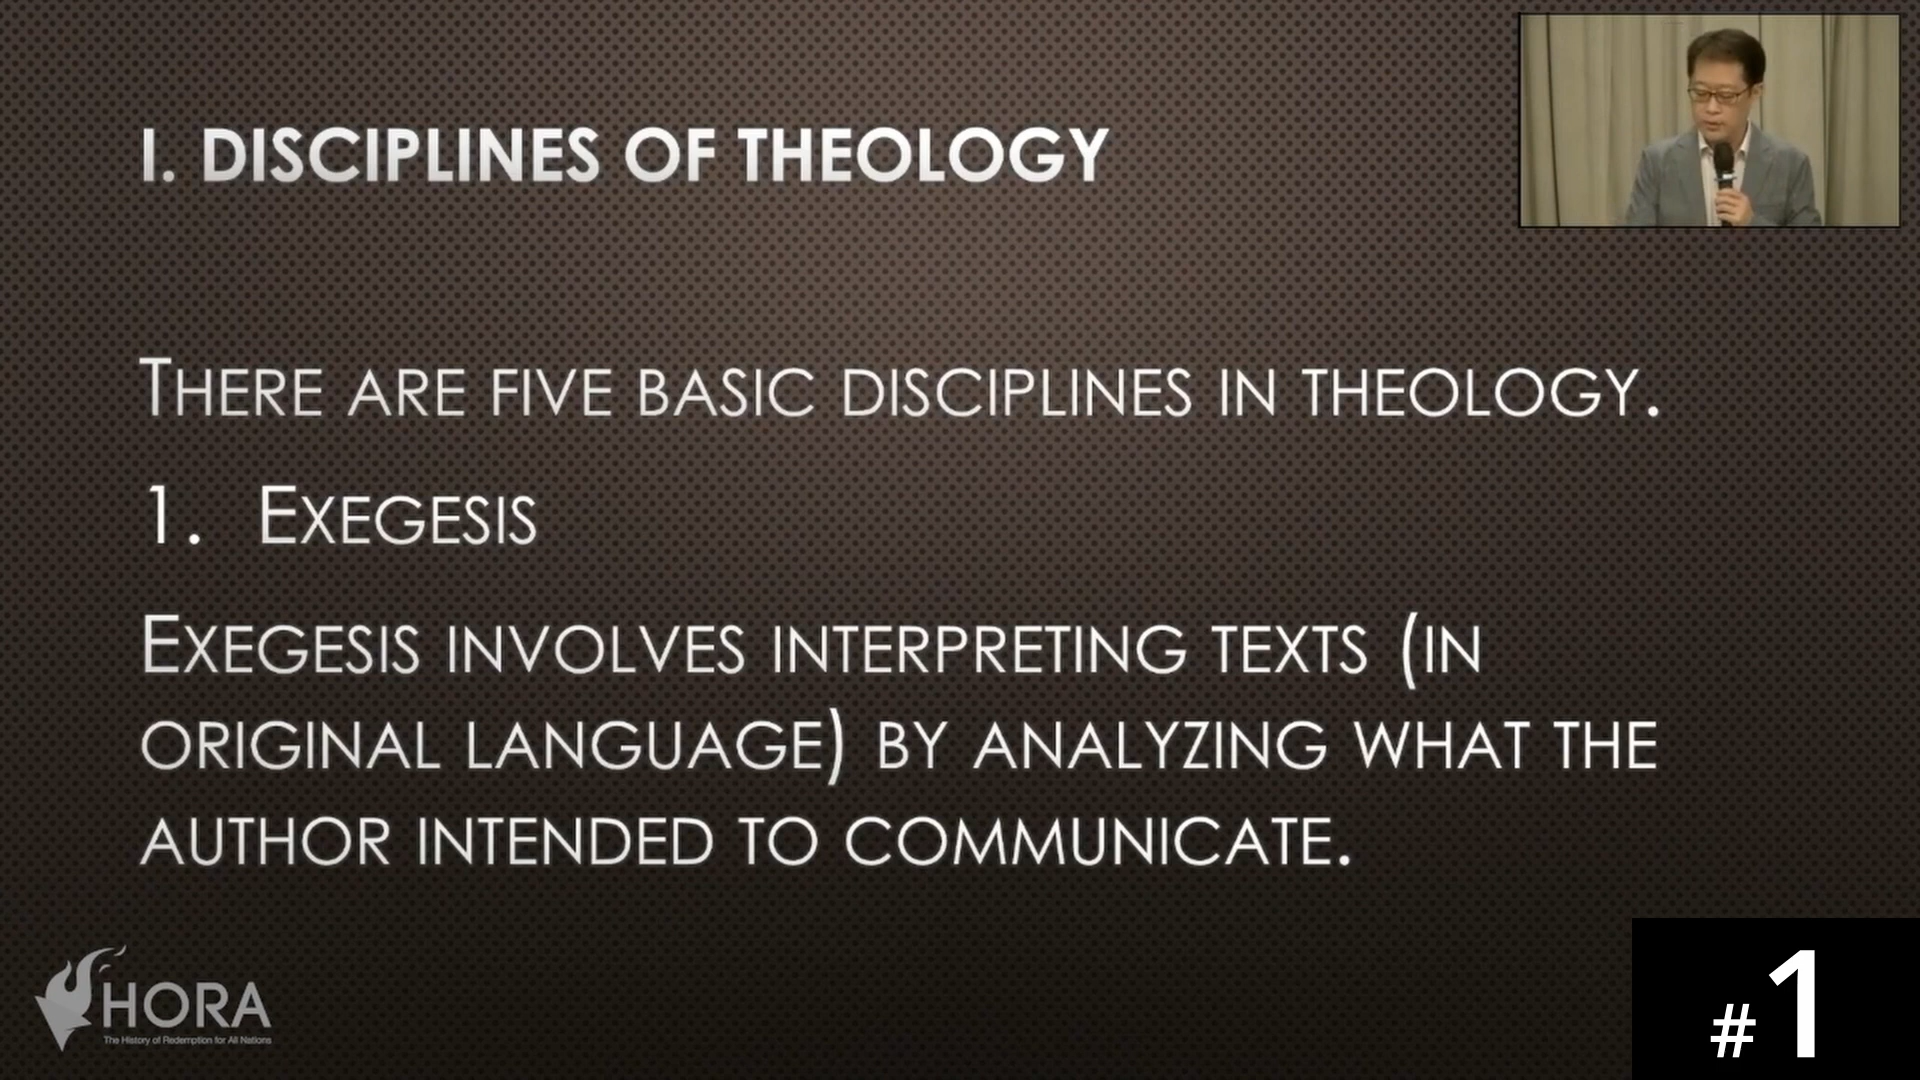 I. DISCIPLINES OF THEOLOGY
THERE ARE FIVE BASIC DISCIPLINES IN THEOLOGY.
1. EXEGESIS
EXEGESIS INVOLVES INTERPRETING TEXTS (IN
ORIGINAL LANGUAGE) BY ANALYZING WHAT THE
AUTHOR INTENDED TO COMMUNICATE.
HORA
The History of Redemption for All Nations
#1